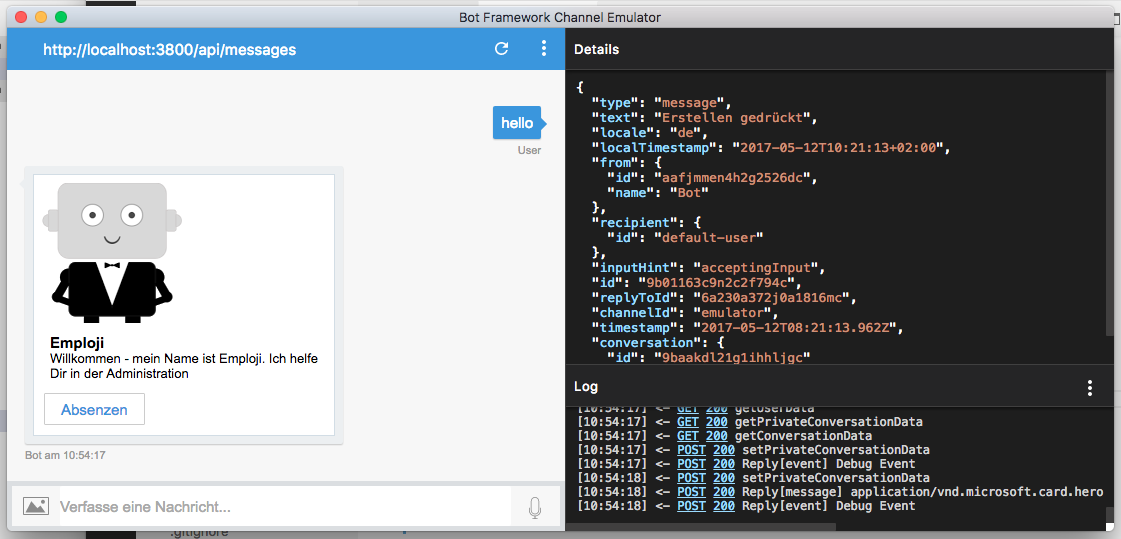 Bot Framework Channel Emulator
http://localhost:3800/api/messages
hello
User
Emploji
Willkommen - mein Name ist Emploji. Ich helfe
Dir in der Administration
Absenzen
Bot am 10:54:17
Verfasse eine Nachricht...
Details
{
"type": "message",
"text": "Erstellen gedrückt",
"locale": "de",
"localTimestamp": "2017-05-12T10:21:13+02:00",
"from": {
"id": "aafjmmen4h2g2526dc",
"name": "Bot"
},
"recipient": {
"id": "default-user"
},
"inputHint": "acceptingInput",
"id": "9b01163c9n2c2f794c",
"replyToId": "6a230a372j0a1816mc",
"channelId": "emulator",
"timestamp": "2017-05-12T08:21:13.962Z",
"conversation": {
"id": "9baakdl21g1ihhljgc"
Log
[10:54:17] <- GET 200 getUserData
[10:54:17] <- GET 200 getPrivateConversationData
[10:54:17] <- GET 200 getConversationData
[10:54:17] <- POST 200 setPrivateConversationData
[10:54:17] <- POST 200 Reply[event] Debug Event
[10:54:18] <- POST 200 setPrivateConversationData
[10:54:18] <- POST 200 Reply[message] application/vnd.microsoft.card.hero
[10:54:18] <- POST 200 Reply[event] Debug Event
.gitignore